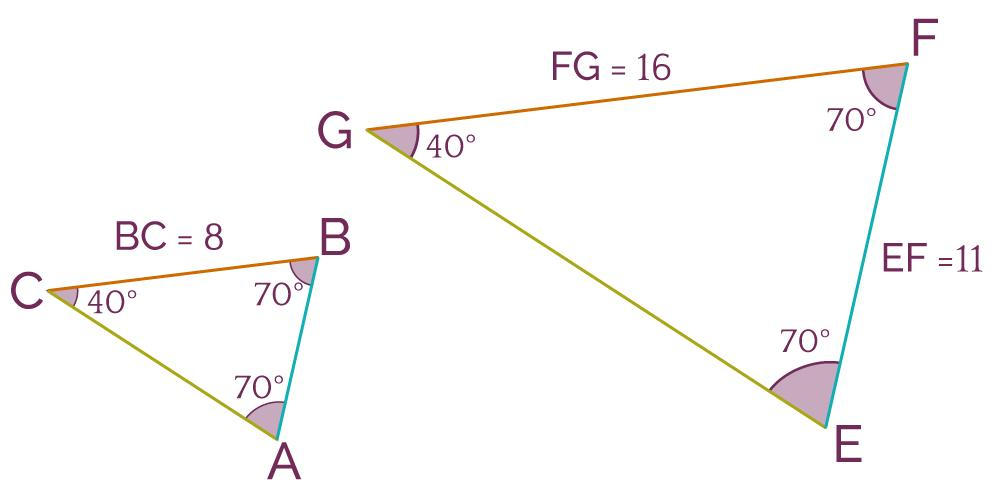 F
FG = 16
70°
G
40°
BC = 8
B
EF =11
C
40°
70°
70°
70°
A
E